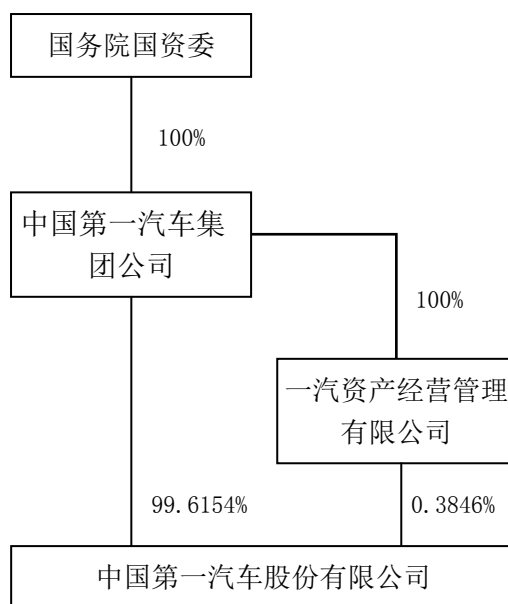 国务院国资委
100%
中国第一汽车集
团公司
100%
一汽资产经营管理
有限公司
99.6154%
0.3846%
中国第一汽车股份有限公司